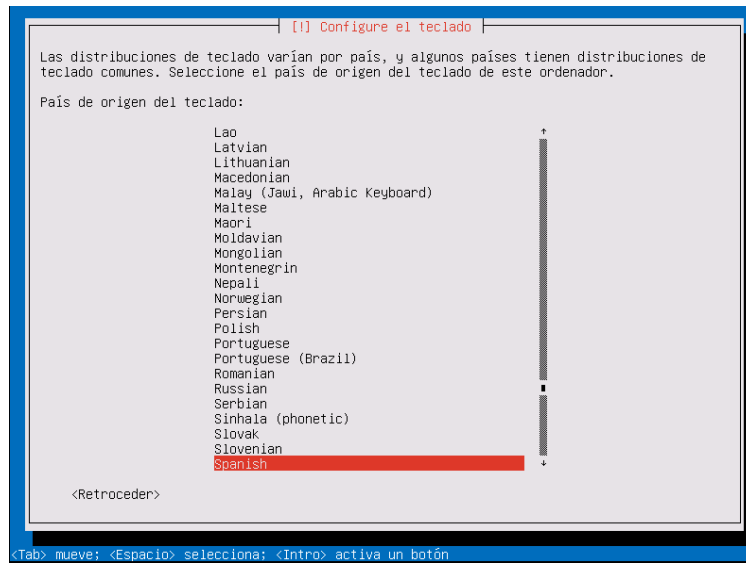 [!] Configure el teclado
Las distribuciones de teclado varían por país, y algunos países tienen distribuciones de
teclado comunes. Seleccione el país de origen del teclado de este ordenador.
País de origen del teclado:
Lao
Latvian
Lithuanian
Macedonian
Malay (Jawi, Arabic Keyboard)
Maltese
Maori
Moldavian
Mongolian
Montenegrin
Nepali
Norwegian
Persian
Polish
Portuguese
Portuguese (Brazil)
Romanian
Russian
Serbian
Sinhala (phonetic)
Slovak
Slovenian
Spanish
<Retroceder>
<Tab> mueve; <Espacio> selecciona; <Intro> activa un botón